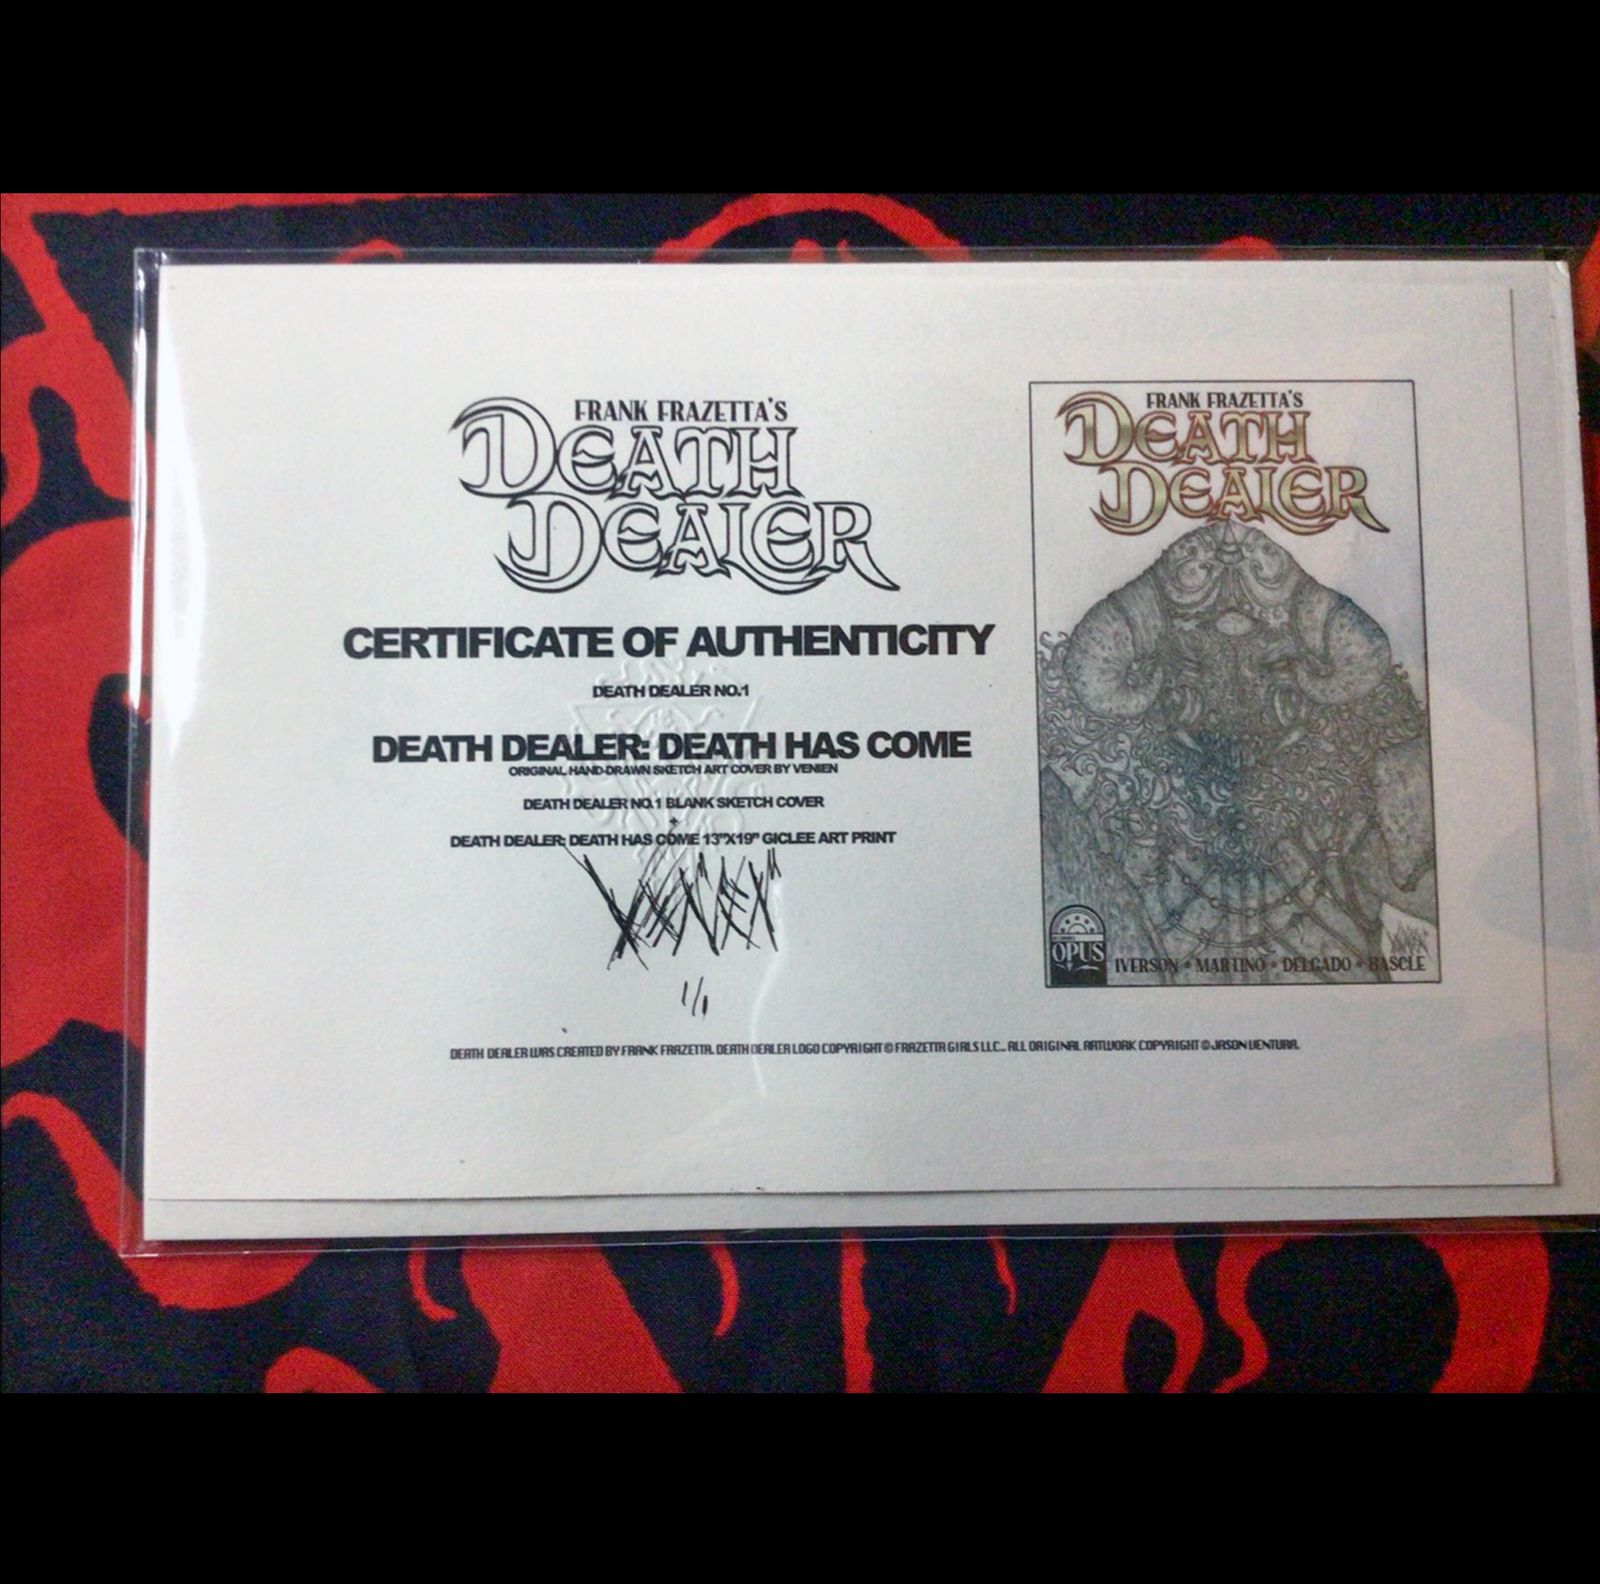 FRANK FRAZETTA'S
DEATH
DEALER
CERTIFICATE OF AUTHENTICITY
DEATH DEALER NO.1
DEATH DEALER: DEATH HAS COME
ORIGINAL HAND-DRAWN SKETCH ART COVER BY VENIEN
DEATH DEALER NO.1 BLANK SKETCH COVER
+
DEATH DEALER: DEATH HAS COME 13"X19" GICLEE ART PRINT
1/1
DEATH DEALER WAS CREATED BY FRANK FRAZETTA. DEATH DEALER LOGO COPYRIGHT © FRAZETTA GIRLS LLC.. ALL ORIGINAL ARTWORK COPYRIGHT © JASON VENTURA.
FRANK FRAZETTA'S
DEATH
DEALER
OPUS
IVERSON • MARTINO • DELGADO • BASCLE